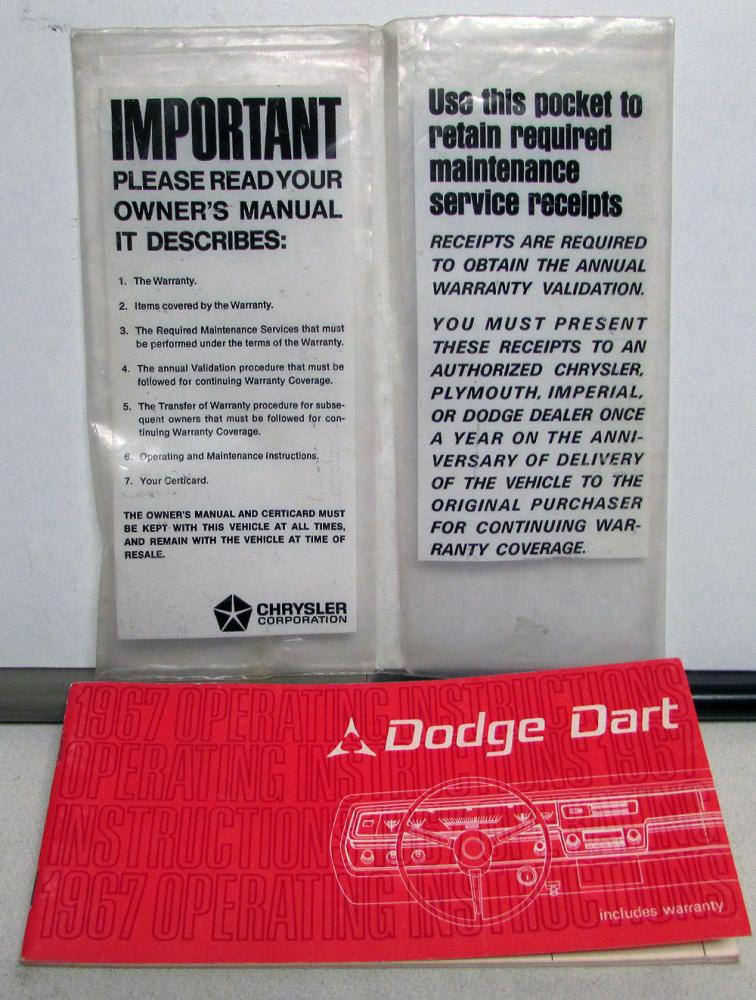 IMPORTANT
PLEASE READ YOUR
OWNER'S MANUAL
IT DESCRIBES:
1. The Warranty.
2. Items covered by the Warranty.
3. The Required Maintenance Services that must
be performed under the terms of the Warranty.
4. The annual Validation procedure that must be
followed for continuing Warranty Coverage.
5. The Transfer of Warranty procedure for subse-
quent owners that must be followed for con-
tinuing Warranty Coverage.
6. Operating and Maintenance Instructions.
7. Your Certicard.
THE OWNER'S MANUAL AND CERTICARD MUST
BE KEPT WITH THIS VEHICLE AT ALL TIMES,
AND REMAIN WITH THE VEHICLE AT TIME OF
RESALE.
CHRYSLER
CORPORATION
Use this pocket to
retain required
maintenance
service receipts
RECEIPTS ARE REQUIRED
TO OBTAIN THE ANNUAL
WARRANTY VALIDATION.
YOU MUST PRESENT
THESE RECEIPTS TO AN
AUTHORIZED CHRYSLER,
PLYMOUTH, IMPERIAL,
OR DODGE DEALER ONCE
A YEAR ON THE ANNI-
VERSARY OF DELIVERY
OF THE VEHICLE TO THE
ORIGINAL PURCHASER
FOR CONTINUING WAR-
RANTY COVERAGE.
1967 OPERATING INSTRUCTIONS
Dodge Dart
OPERATING INSTRUCTIONS 1967
INSTRUCTION
1967 OPERATING INSTRUCTIONS
includes warranty